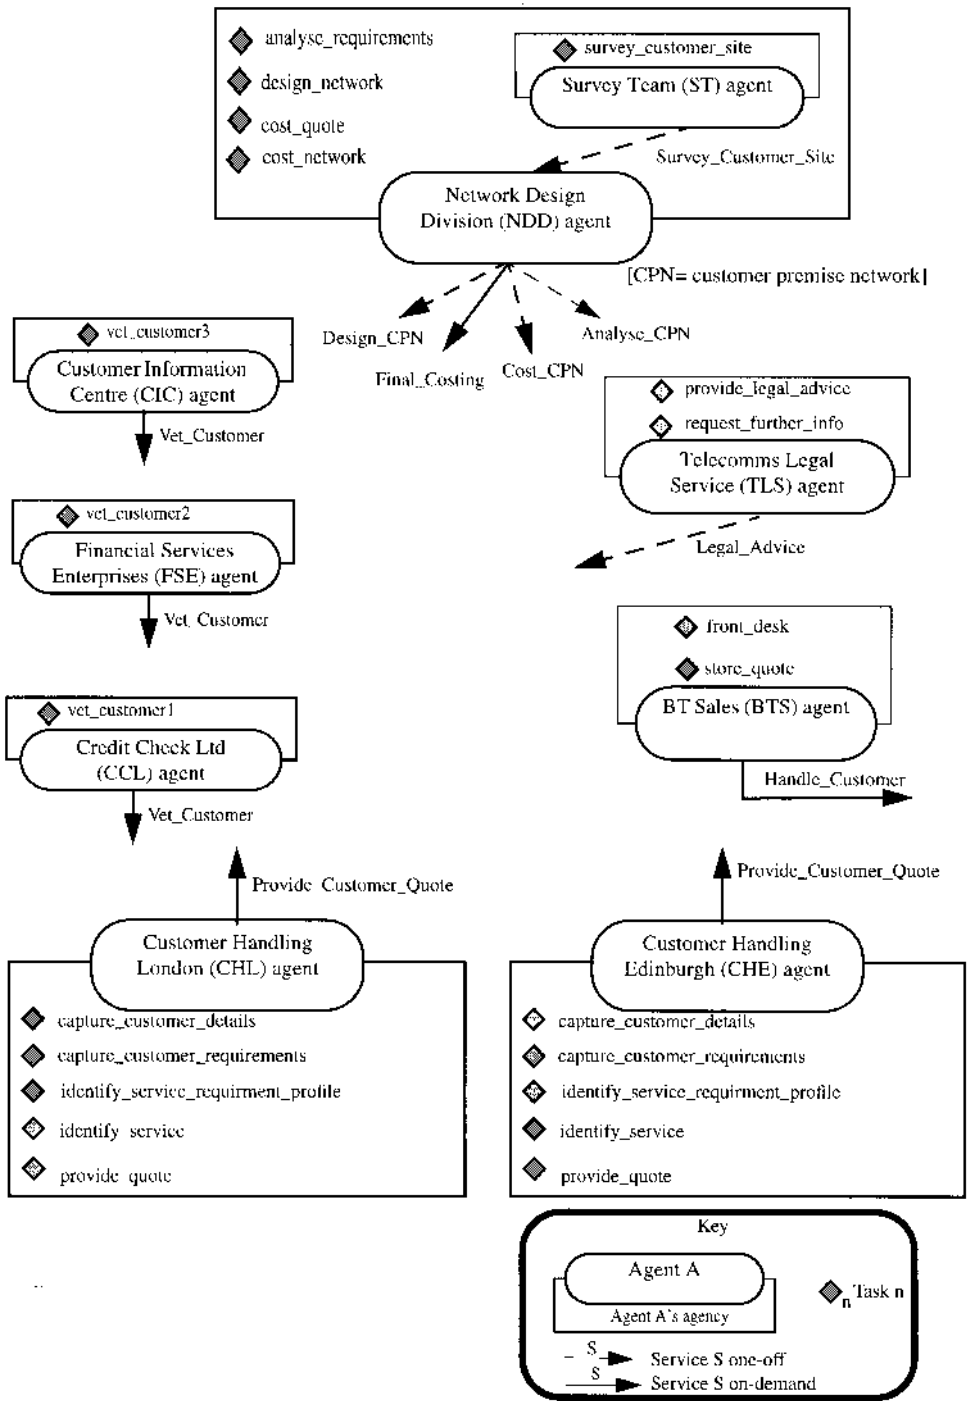 analyse_requirements
design_network
cost_quote
cost_network
survey_customer_site
Survey Team (ST) agent
Survey_Customer_Site
Network Design
Division (NDD) agent
[CPN= customer premise network]
Design_CPN
Final_Costing
Cost_CPN
Analyse_CPN
vet_customer3
Customer Information
Centre (CIC) agent
Vet_Customer
provide_legal_advice
request_further_info
Telecomms Legal
Service (TLS) agent
Legal_Advice
vet_customer2
Financial Services
Enterprises (FSE) agent
Vet_Customer
front_desk
store_quote
BT Sales (BTS) agent
Handle_Customer
vet_customer1
Credit Check Ltd
(CCL) agent
Vet_Customer
Provide_Customer_Quote
Customer Handling
London (CHL) agent
capture_customer_details
capture_customer_requirements
identify_service_requirment_profile
identify_service
provide_quote
Provide_Customer_Quote
Customer Handling
Edinburgh (CHE) agent
capture_customer_details
capture_customer_requirements
identify_service_requirment_profile
identify_service
provide_quote
Key
Agent A
Agent A's agency
n Task n
S
Service S one-off
S
Service S on-demand